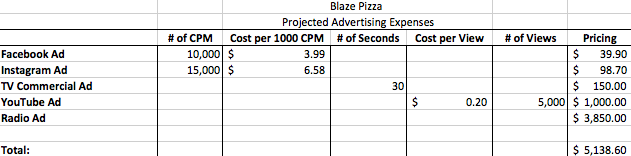 Blaze Pizza
Projected Advertising Expenses
# of CPM Cost per 1000 CPM # of Seconds Cost per View # of Views Pricing
Facebook Ad 10,000 $ 3.99 $ 39.90
Instagram Ad 15,000 $ 6.58 $ 98.70
TV Commercial Ad 30 $ 150.00
YouTube Ad $ 0.20 5,000 $ 1,000.00
Radio Ad $ 3,850.00
Total: $ 5,138.60